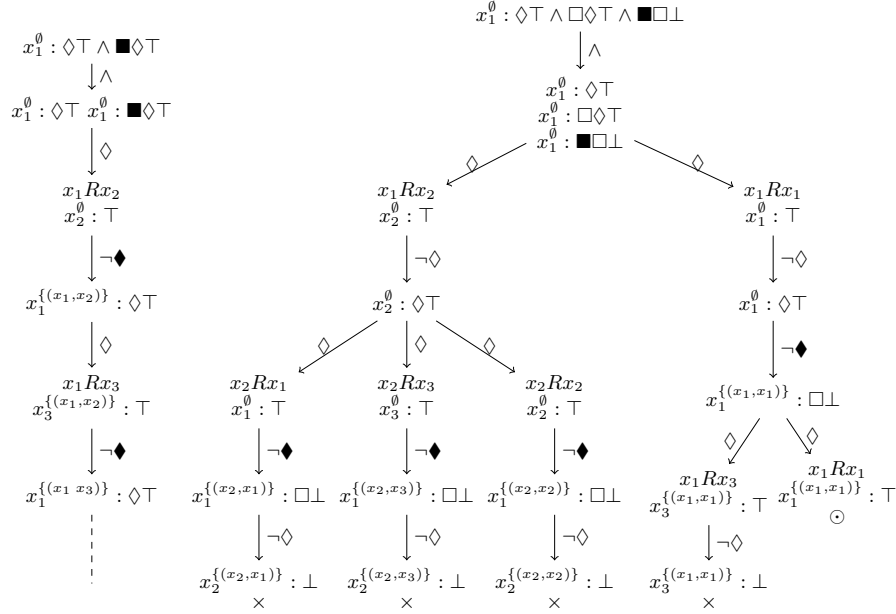 x_1^∅ : ◇⊤ ∧ ■◇⊤
∧
x_1^∅ : ◇⊤ x_1^∅ : ■◇⊤
◇
x_1Rx_2
x_2^∅ : ⊤
¬◆
x_1^{(x_1,x_2)} : ◇⊤
◇
x_1Rx_3
x_3^{(x_1,x_2)} : ⊤
¬◆
x_1^{(x_1 x_3)} : ◇⊤
x_1^∅ : ◇⊤ ∧ □◇⊤ ∧ ■□⊥
∧
x_1^∅ : ◇⊤
x_1^∅ : □◇⊤
x_1^∅ : ■□⊥
◇ ◇
x_1Rx_2
x_2^∅ : ⊤
¬◇
x_2^∅ : ◇⊤
◇ ◇ ◇
x_2Rx_1
x_1^∅ : ⊤
¬◆
x_1^{(x_2,x_1)} : □⊥
¬◇
x_2^{(x_2,x_1)} : ⊥
×
x_2Rx_3
x_3^∅ : ⊤
¬◆
x_1^{(x_2,x_3)} : □⊥
¬◇
x_2^{(x_2,x_3)} : ⊥
×
x_2Rx_2
x_2^∅ : ⊤
¬◆
x_1^{(x_2,x_2)} : □⊥
¬◇
x_2^{(x_2,x_2)} : ⊥
×
x_1Rx_1
x_1^∅ : ⊤
¬◇
x_1^∅ : ◇⊤
¬◆
x_1^{(x_1,x_1)} : □⊥
◇ ◇
x_1Rx_3
x_3^{(x_1,x_1)} : ⊤
¬◇
x_3^{(x_1,x_1)} : ⊥
×
x_1Rx_1
x_1^{(x_1,x_1)} : ⊤
⊙